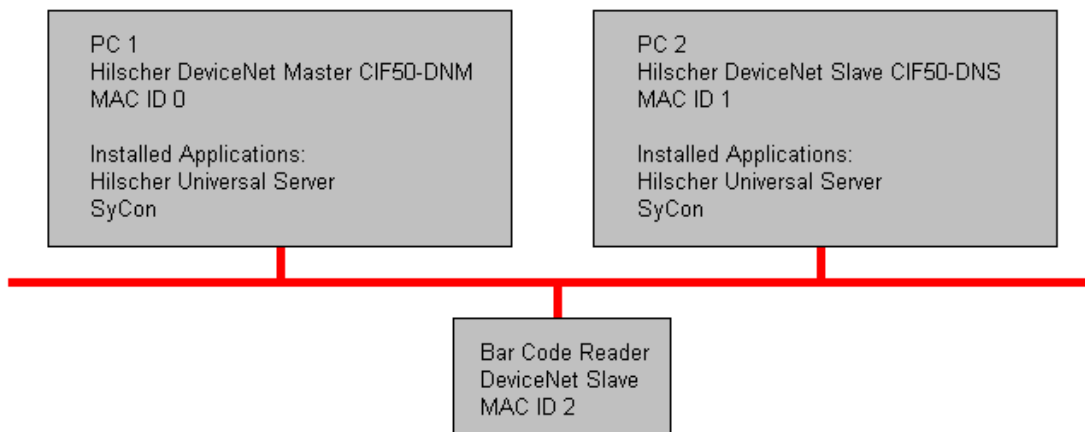 PC 1
Hilscher DeviceNet Master CIF50-DNM
MAC ID 0
Installed Applications:
Hilscher Universal Server
SyCon
PC 2
Hilscher DeviceNet Slave CIF50-DNS
MAC ID 1
Installed Applications:
Hilscher Universal Server
SyCon
Bar Code Reader
DeviceNet Slave
MAC ID 2